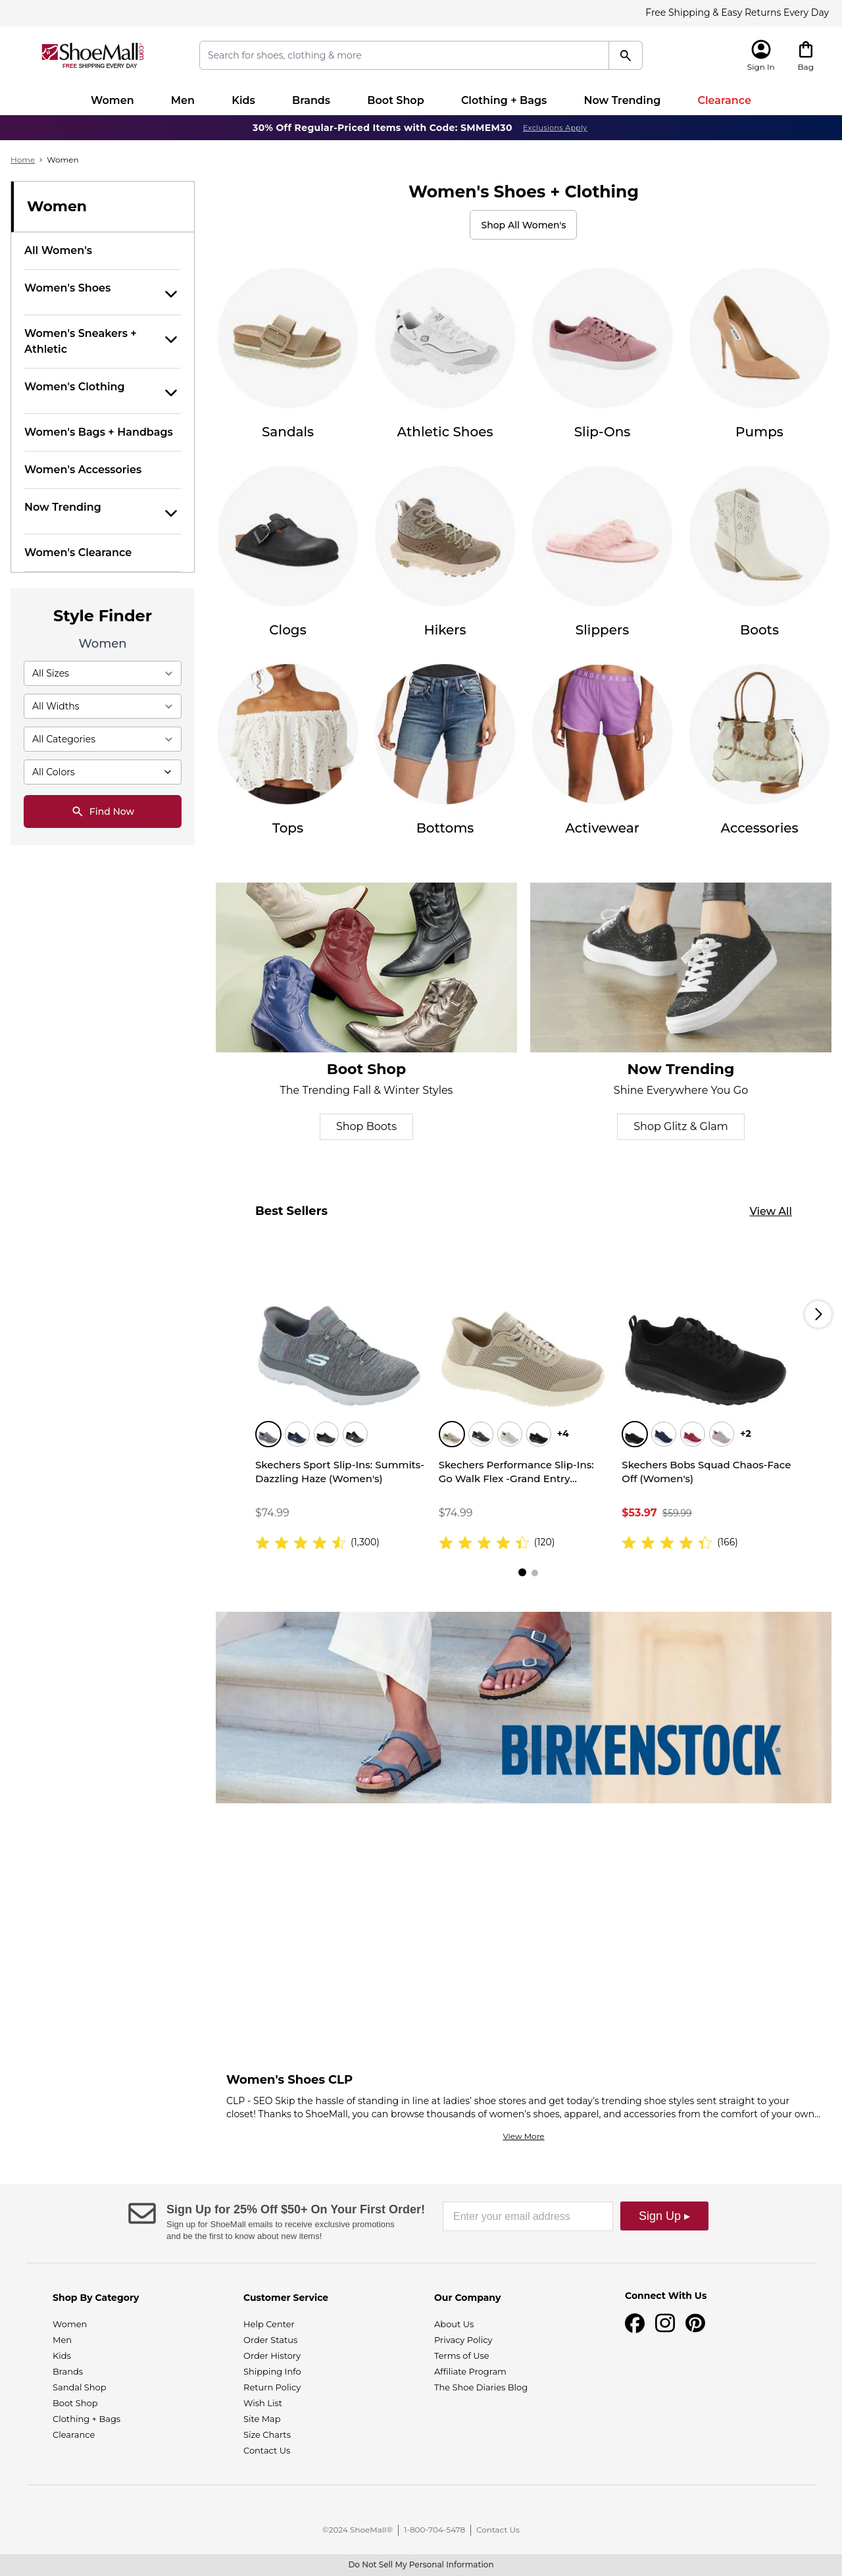 Free Shipping & Easy Returns Every Day
ShoeMall.com
FREE SHIPPING EVERY DAY
Search for shoes, clothing & more
Sign In
Bag
Women
Men
Kids
Brands
Boot Shop
Clothing + Bags
Now Trending
Clearance
30% Off Regular-Priced Items with Code: SMMEM30
Exclusions Apply
Home > Women
Women
All Women's
Women's Shoes
Women's Sneakers +
Athletic
Women's Clothing
Women's Bags + Handbags
Women's Accessories
Now Trending
Women's Clearance
Style Finder
Women
All Sizes
All Widths
All Categories
All Colors
Find Now
Women's Shoes + Clothing
Shop All Women's
Sandals
Athletic Shoes
Slip-Ons
Pumps
Clogs
Hikers
Slippers
Boots
Tops
Bottoms
Activewear
Accessories
Boot Shop
The Trending Fall & Winter Styles
Shop Boots
Now Trending
Shine Everywhere You Go
Shop Glitz & Glam
Best Sellers
View All
Skechers Sport Slip-Ins: Summits-
Dazzling Haze (Women's)
$74.99
(1,300)
+4
Skechers Performance Slip-Ins:
Go Walk Flex -Grand Entry...
$74.99
(120)
+2
Skechers Bobs Squad Chaos-Face
Off (Women's)
$53.97 $59.99
(166)
BIRKENSTOCK®
Women's Shoes CLP
CLP - SEO Skip the hassle of standing in line at ladies’ shoe stores and get today’s trending shoe styles sent straight to your
closet! Thanks to ShoeMall, you can browse thousands of women’s shoes, apparel, and accessories from the comfort of your own...
View More
Sign Up for 25% Off $50+ On Your First Order!
Sign up for ShoeMall emails to receive exclusive promotions
and be the first to know about new items!
Enter your email address
Sign Up ▸
Shop By Category
Women
Men
Kids
Brands
Sandal Shop
Boot Shop
Clothing + Bags
Clearance
Customer Service
Help Center
Order Status
Order History
Shipping Info
Return Policy
Wish List
Site Map
Size Charts
Contact Us
Our Company
About Us
Privacy Policy
Terms of Use
Affiliate Program
The Shoe Diaries Blog
Connect With Us
©2024 ShoeMall® | 1-800-704-5478 | Contact Us
Do Not Sell My Personal Information